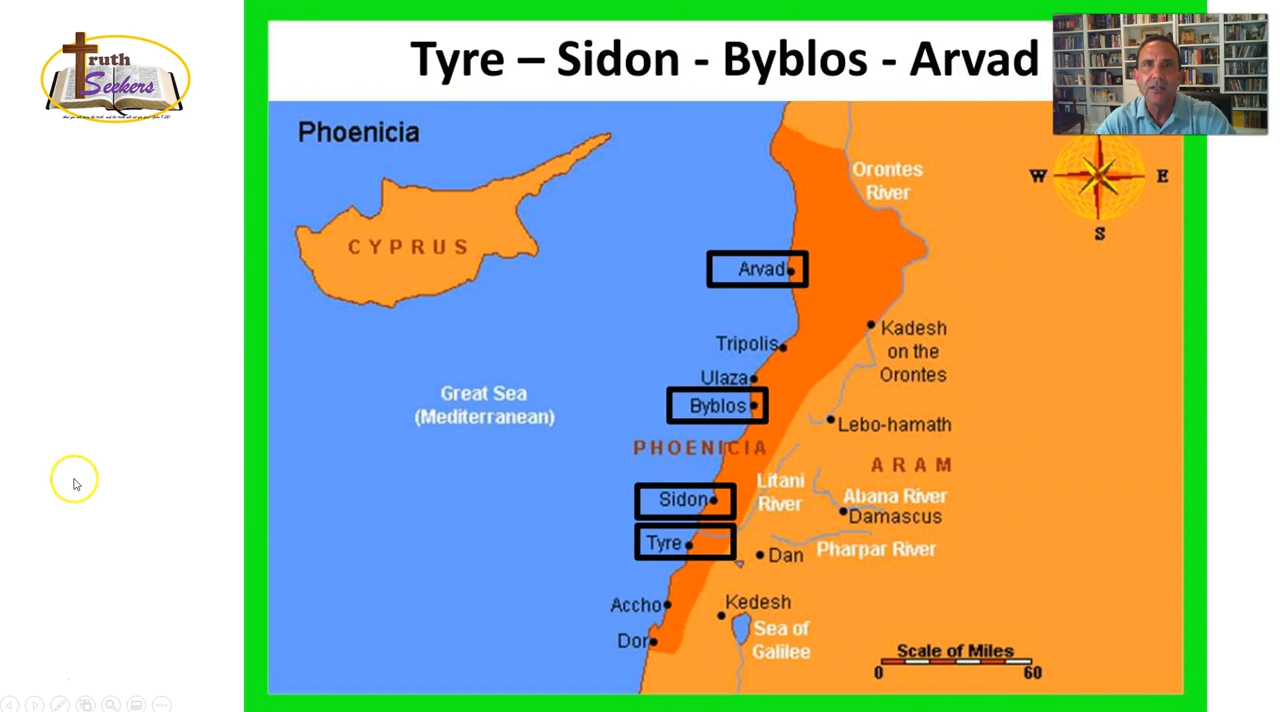 Truth
Seekers
Tyre – Sidon - Byblos - Arvad
Phoenicia
Orontes
River
W
E
S
CYPRUS
Arvad
Kadesh
on the
Orontes
Tripolis
Ulaza
Byblos
Great Sea
(Mediterranean)
Lebo-hamath
PHOENICIA
ARAM
Litani
River
Sidon
Abana River
Damascus
Tyre
Dan
Pharpar River
Accho
Kedesh
Sea of
Galilee
Dor
Scale of Miles
0
60